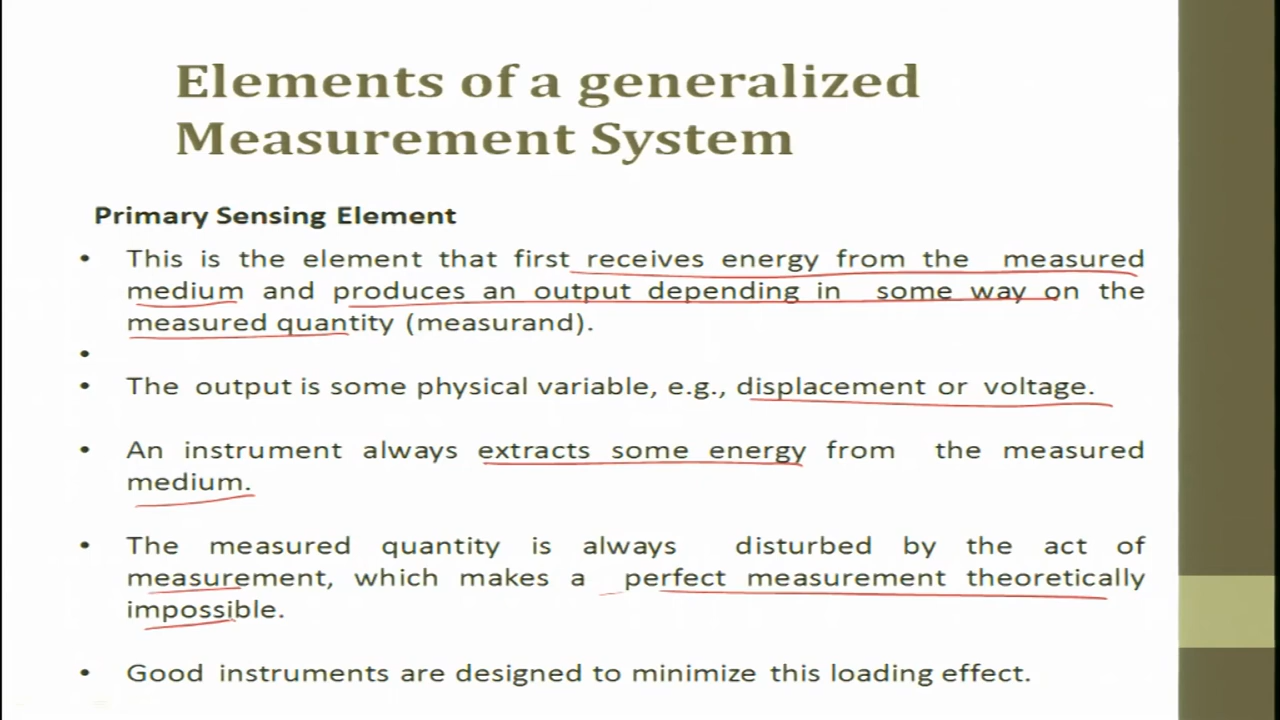 Elements of a generalized
Measurement System
Primary Sensing Element
• This is the element that first receives energy from the measured
medium and produces an output depending in some way on the
measured quantity (measurand).
•
• The output is some physical variable, e.g., displacement or voltage.
• An instrument always extracts some energy from the measured
medium.
• The measured quantity is always disturbed by the act of
measurement, which makes a perfect measurement theoretically
impossible.
• Good instruments are designed to minimize this loading effect.